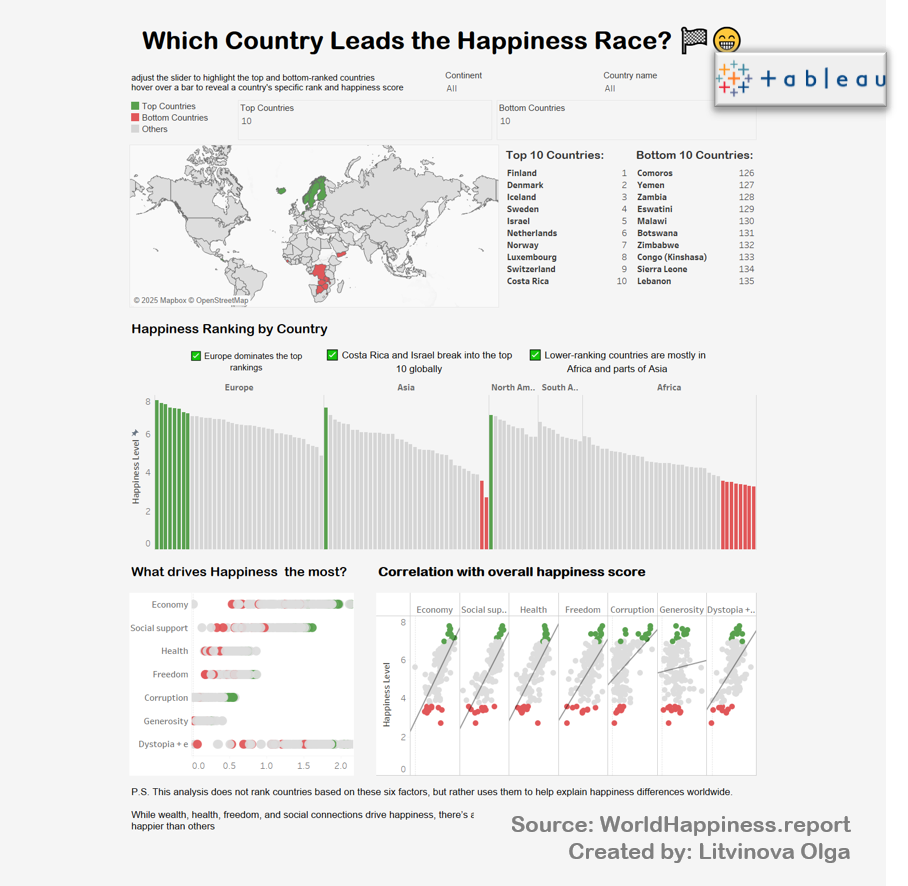 Which Country Leads the Happiness Race? 🏁😁
+ableau
adjust the slider to highlight the top and bottom-ranked countries
hover over a bar to reveal a country's specific rank and happiness score
Continent
All
Country name
All
Top Countries
Bottom Countries
Others
Top Countries
10
Bottom Countries
10
© 2025 Mapbox © OpenStreetMap
Top 10 Countries:
Finland 1
Denmark 2
Iceland 3
Sweden 4
Israel 5
Netherlands 6
Norway 7
Luxembourg 8
Switzerland 9
Costa Rica 10
Bottom 10 Countries:
Comoros 126
Yemen 127
Zambia 128
Eswatini 129
Malawi 130
Botswana 131
Zimbabwe 132
Congo (Kinshasa) 133
Sierra Leone 134
Lebanon 135
Happiness Ranking by Country
✅ Europe dominates the top
rankings
✅ Costa Rica and Israel break into the top
10 globally
✅ Lower-ranking countries are mostly in
Africa and parts of Asia
Europe Asia North Am.. South A.. Africa
Happiness Level
8
6
4
2
0
What drives Happiness the most?
Economy
Social support
Health
Freedom
Corruption
Generosity
Dystopia + e
0.0 0.5 1.0 1.5 2.0
Correlation with overall happiness score
Economy Social sup.. Health Freedom Corruption Generosity Dystopia +..
Happiness Level
8
6
4
2
0
P.S. This analysis does not rank countries based on these six factors, but rather uses them to help explain happiness differences worldwide.
While wealth, health, freedom, and social connections drive happiness, there's
happier than others
Source: WorldHappiness.report
Created by: Litvinova Olga